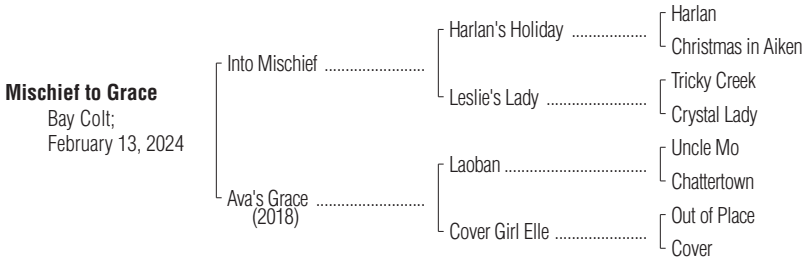 Mischief to Grace
Bay Colt;
February 13, 2024
Into Mischief ........................
Ava's Grace .........................
(2018)
Harlan's Holiday .................
Leslie's Lady .......................
Laoban ................................
Cover Girl Elle .....................
Harlan
Christmas in Aiken
Tricky Creek
Crystal Lady
Uncle Mo
Chattertown
Out of Place
Cover